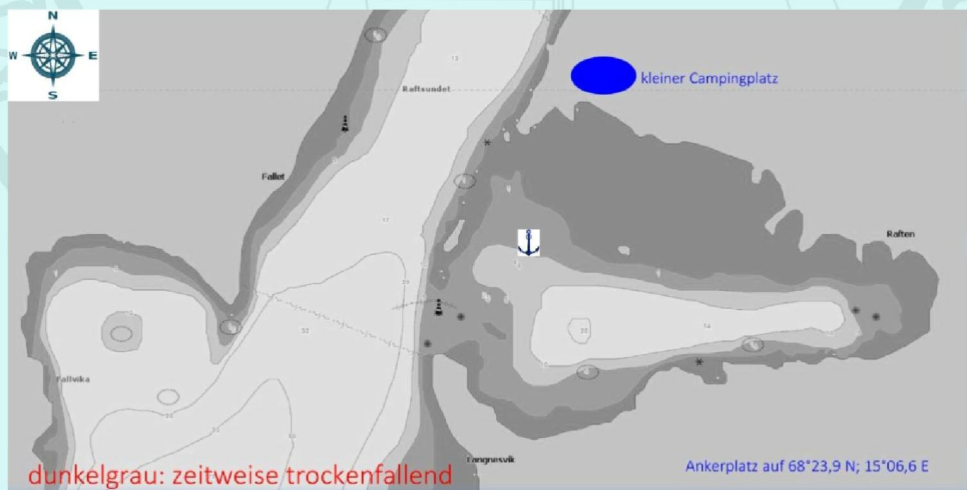 N
W E
S
kleiner Campingplatz
Raftsundet
Fallet
Raften
Fallvika
Langnesvik
dunkelgrau: zeitweise trockenfallend
Ankerplatz auf 68°23,9 N; 15°06,6 E